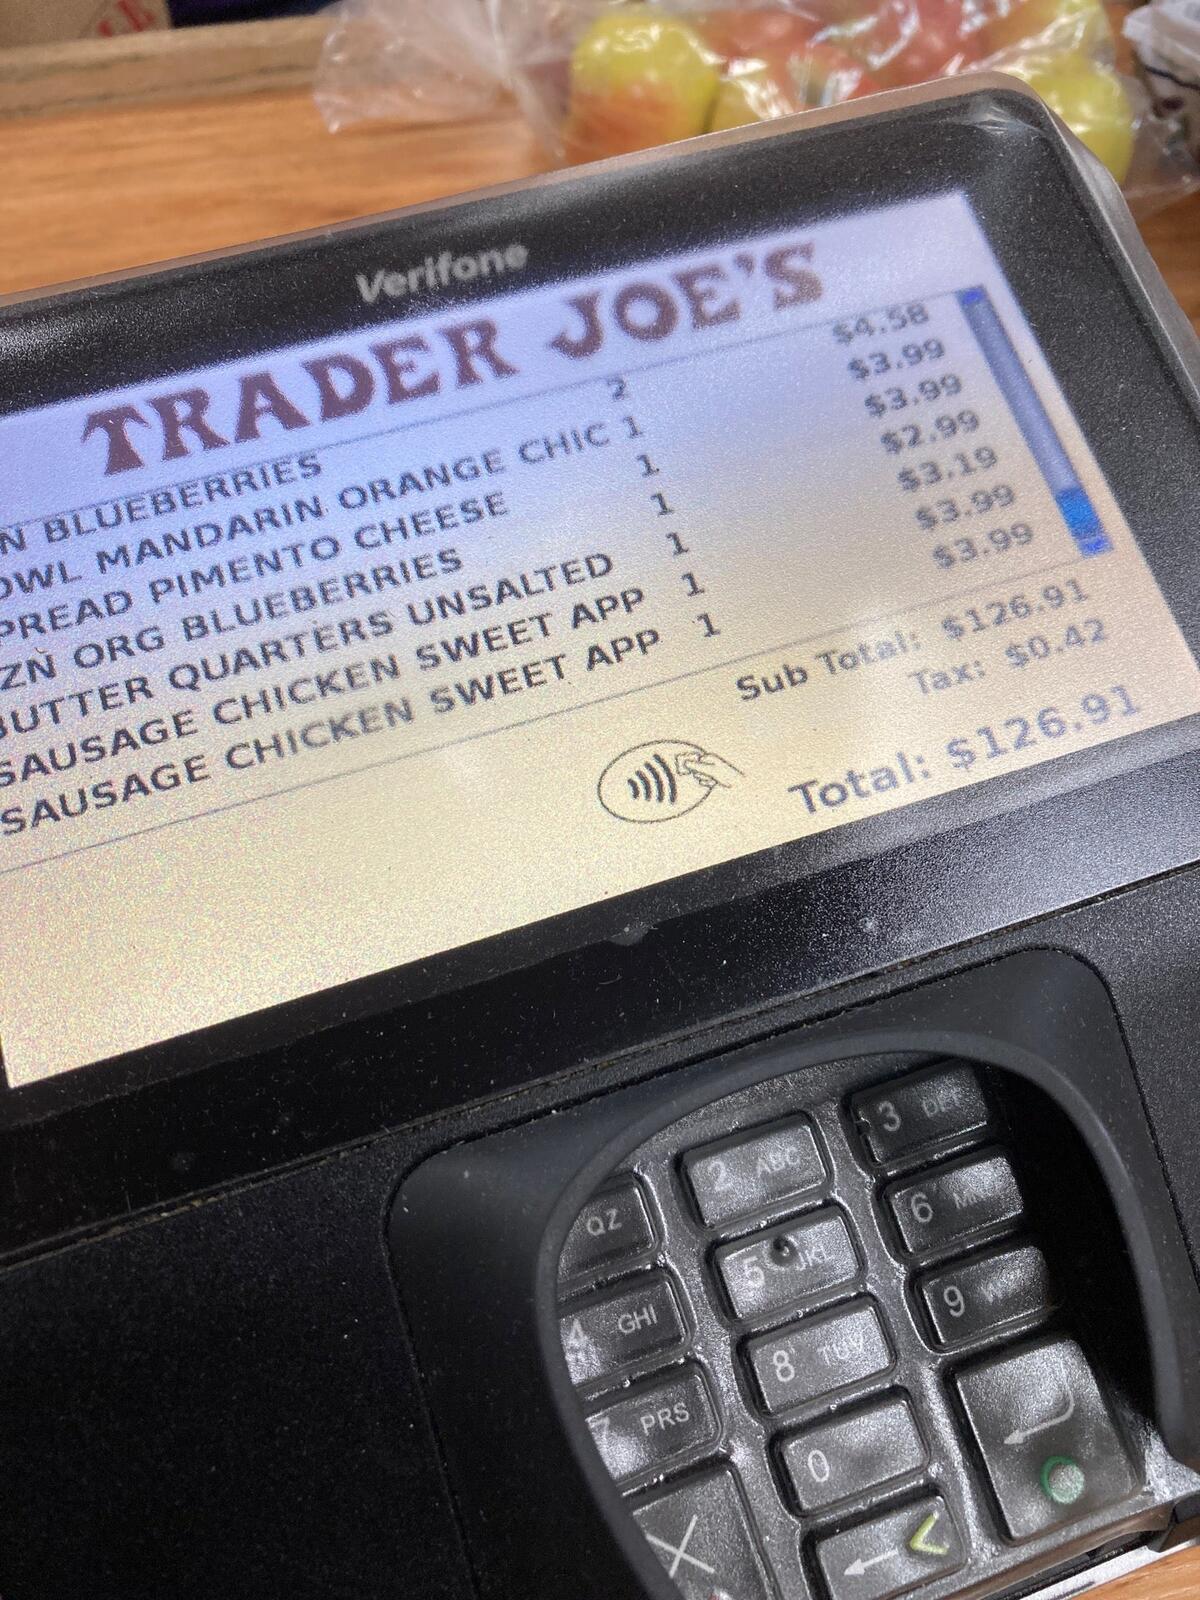 Verifone
TRADER JOE'S
N BLUEBERRIES 2 $4.58
OWL MANDARIN ORANGE CHIC 1 $3.99
PREAD PIMENTO CHEESE 1 $3.99
ZN ORG BLUEBERRIES 1 $2.99
BUTTER QUARTERS UNSALTED 1 $3.19
SAUSAGE CHICKEN SWEET APP 1 $3.99
SAUSAGE CHICKEN SWEET APP 1 $3.99
Sub Total: $126.91
Tax: $0.42
Total: $126.91
QZ 2 ABC 3 DEF
4 GHI 5 JKL 6
7 PRS 8 TUV 9
0